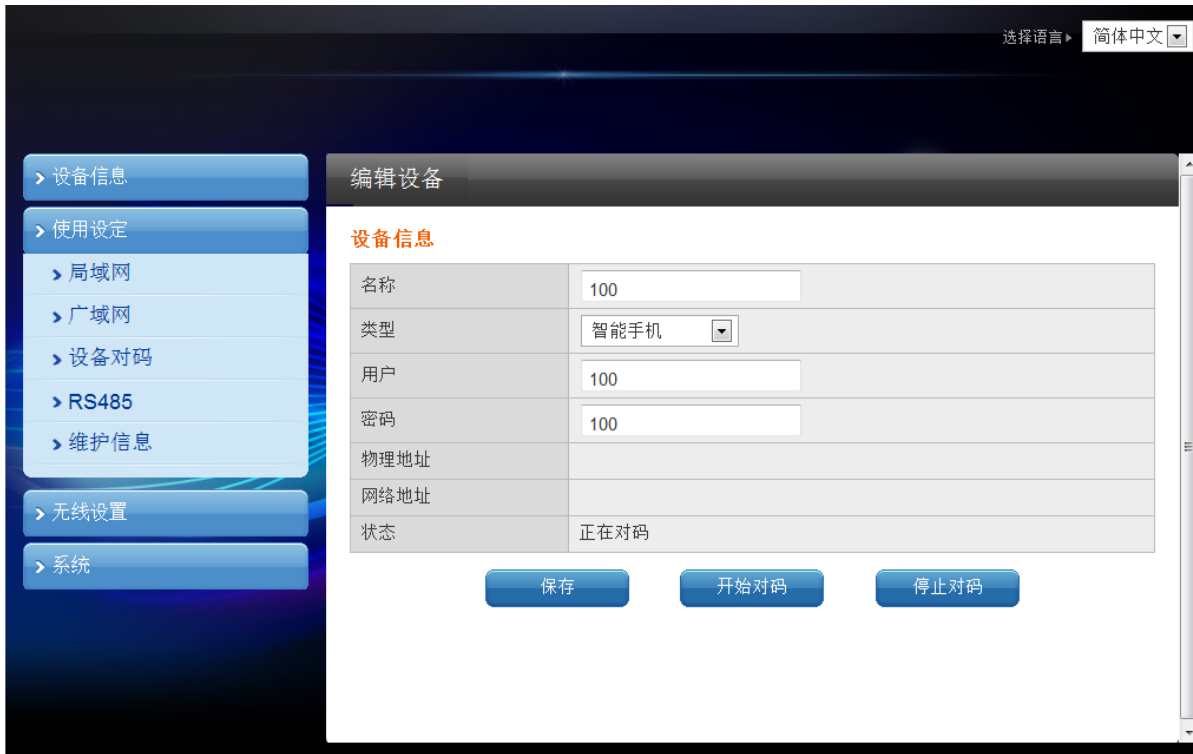 选择语言 简体中文
设备信息
使用设定
局域网
广域网
设备对码
RS485
维护信息
无线设置
系统
编辑设备
设备信息
名称 100
类型 智能手机
用户 100
密码 100
物理地址
网络地址
状态 正在对码
保存 开始对码 停止对码